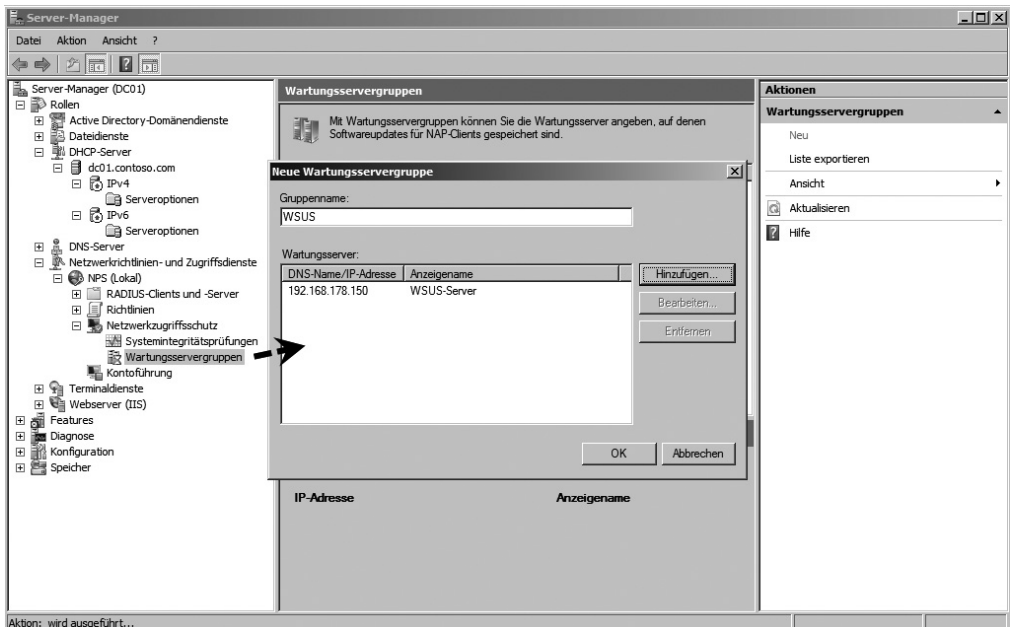 Server-Manager
Datei Aktion Ansicht ?
Server-Manager (DC01)
Rollen
Active Directory-Domänendienste
Dateidienste
DHCP-Server
dc01.contoso.com
IPv4
Serveroptionen
IPv6
Serveroptionen
DNS-Server
Netzwerkrichtlinien- und Zugriffsdienste
NPS (Lokal)
RADIUS-Clients und -Server
Richtlinien
Netzwerkzugriffsschutz
Systemintegritätsprüfungen
Wartungsservergruppen
Kontoführung
Terminaldienste
Webserver (IIS)
Features
Diagnose
Konfiguration
Speicher
Wartungsservergruppen
Mit Wartungsservergruppen können Sie die Wartungsserver angeben, auf denen
Softwareupdates für NAP-Clients gespeichert sind.
Neue Wartungsservergruppe
Gruppenname:
WSUS
Wartungsserver:
DNS-Name/IP-Adresse Anzeigename
192.168.178.150 WSUS-Server
Hinzufügen...
Bearbeiten...
Entfernen
OK Abbrechen
IP-Adresse Anzeigename
Aktionen
Wartungsservergruppen
Neu
Liste exportieren
Ansicht
Aktualisieren
Hilfe
Aktion: wird ausgeführt...